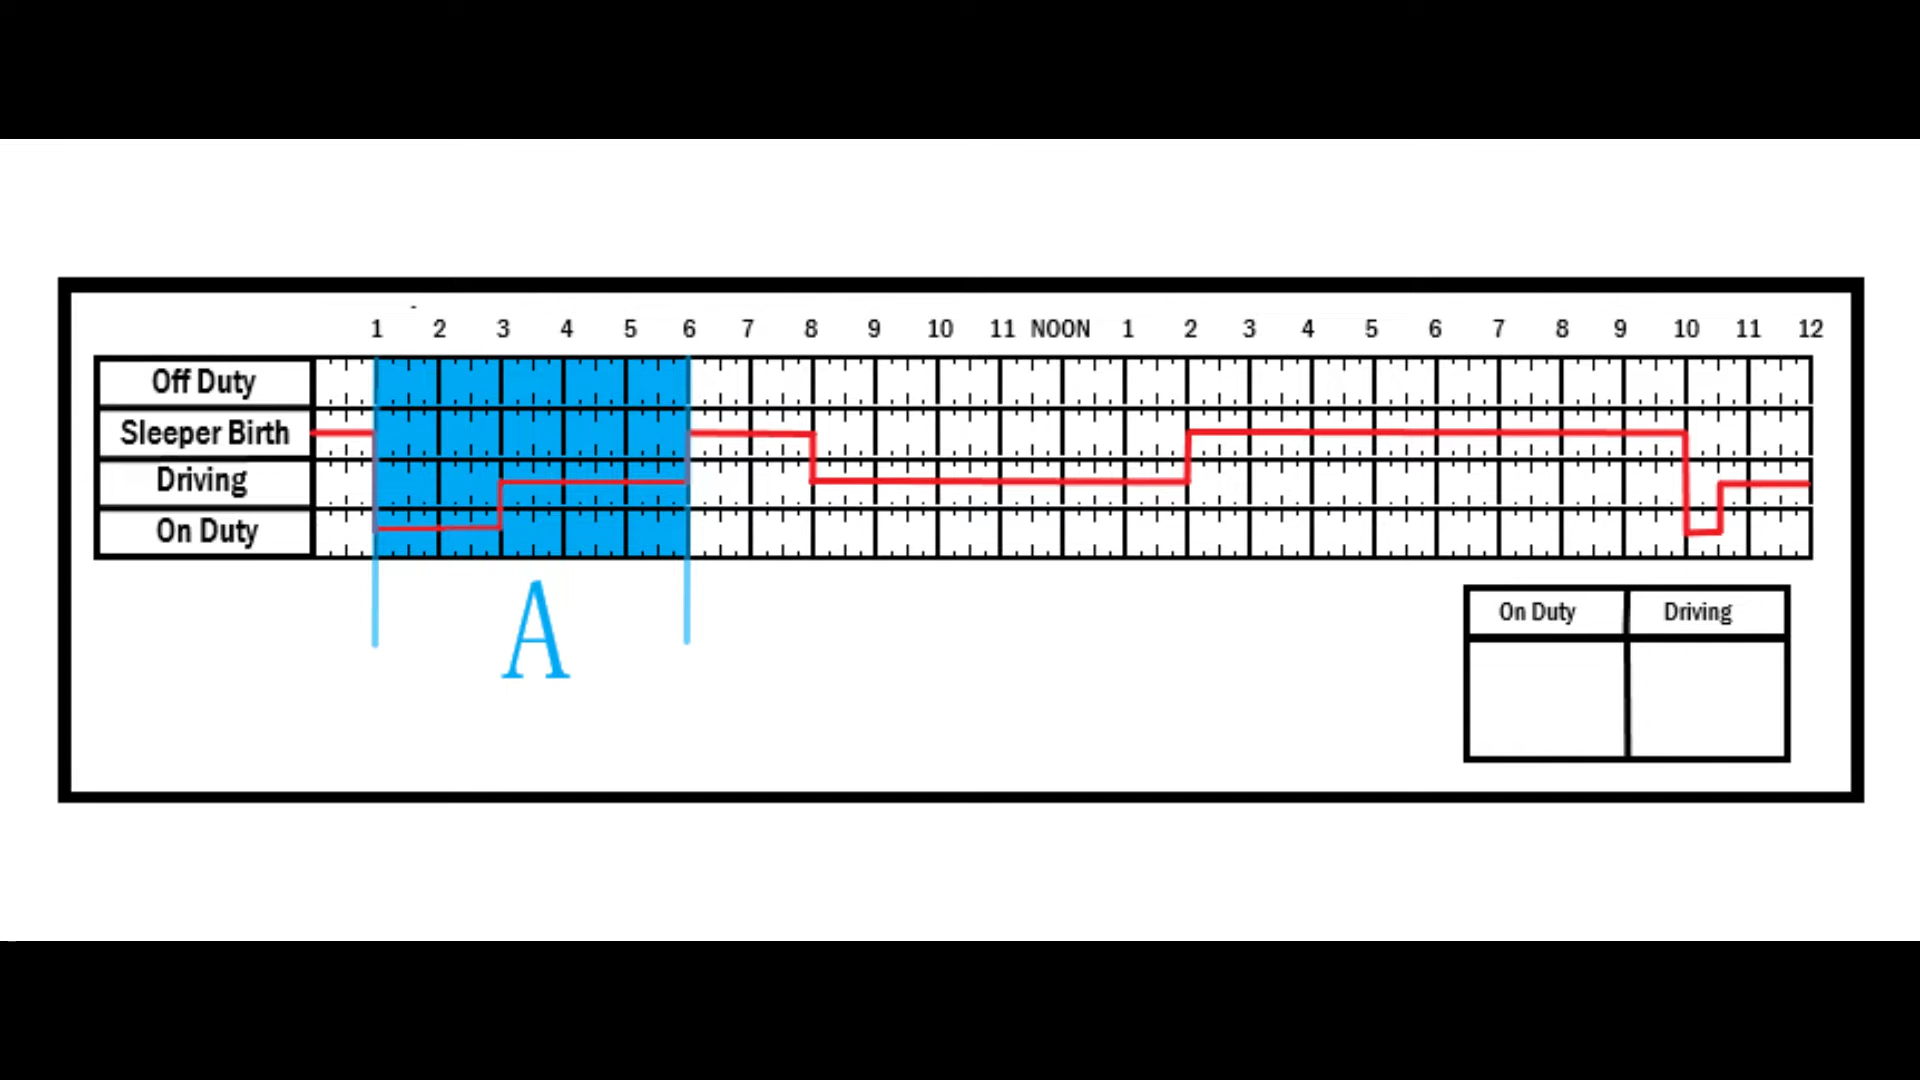 1 2 3 4 5 6 7 8 9 10 11 NOON 1 2 3 4 5 6 7 8 9 10 11 12
Off Duty
Sleeper Birth
Driving
On Duty
A
On Duty Driving